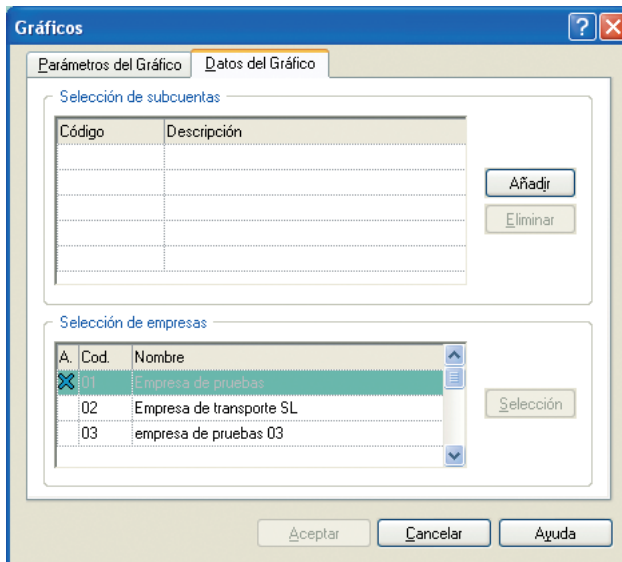 Gráficos
Parámetros del Gráfico Datos del Gráfico
Selección de subcuentas
Código Descripción
Añadir
Eliminar
Selección de empresas
A. Cod. Nombre
01 Empresa de pruebas
02 Empresa de transporte SL
03 empresa de pruebas 03
Selección
Aceptar Cancelar Ayuda